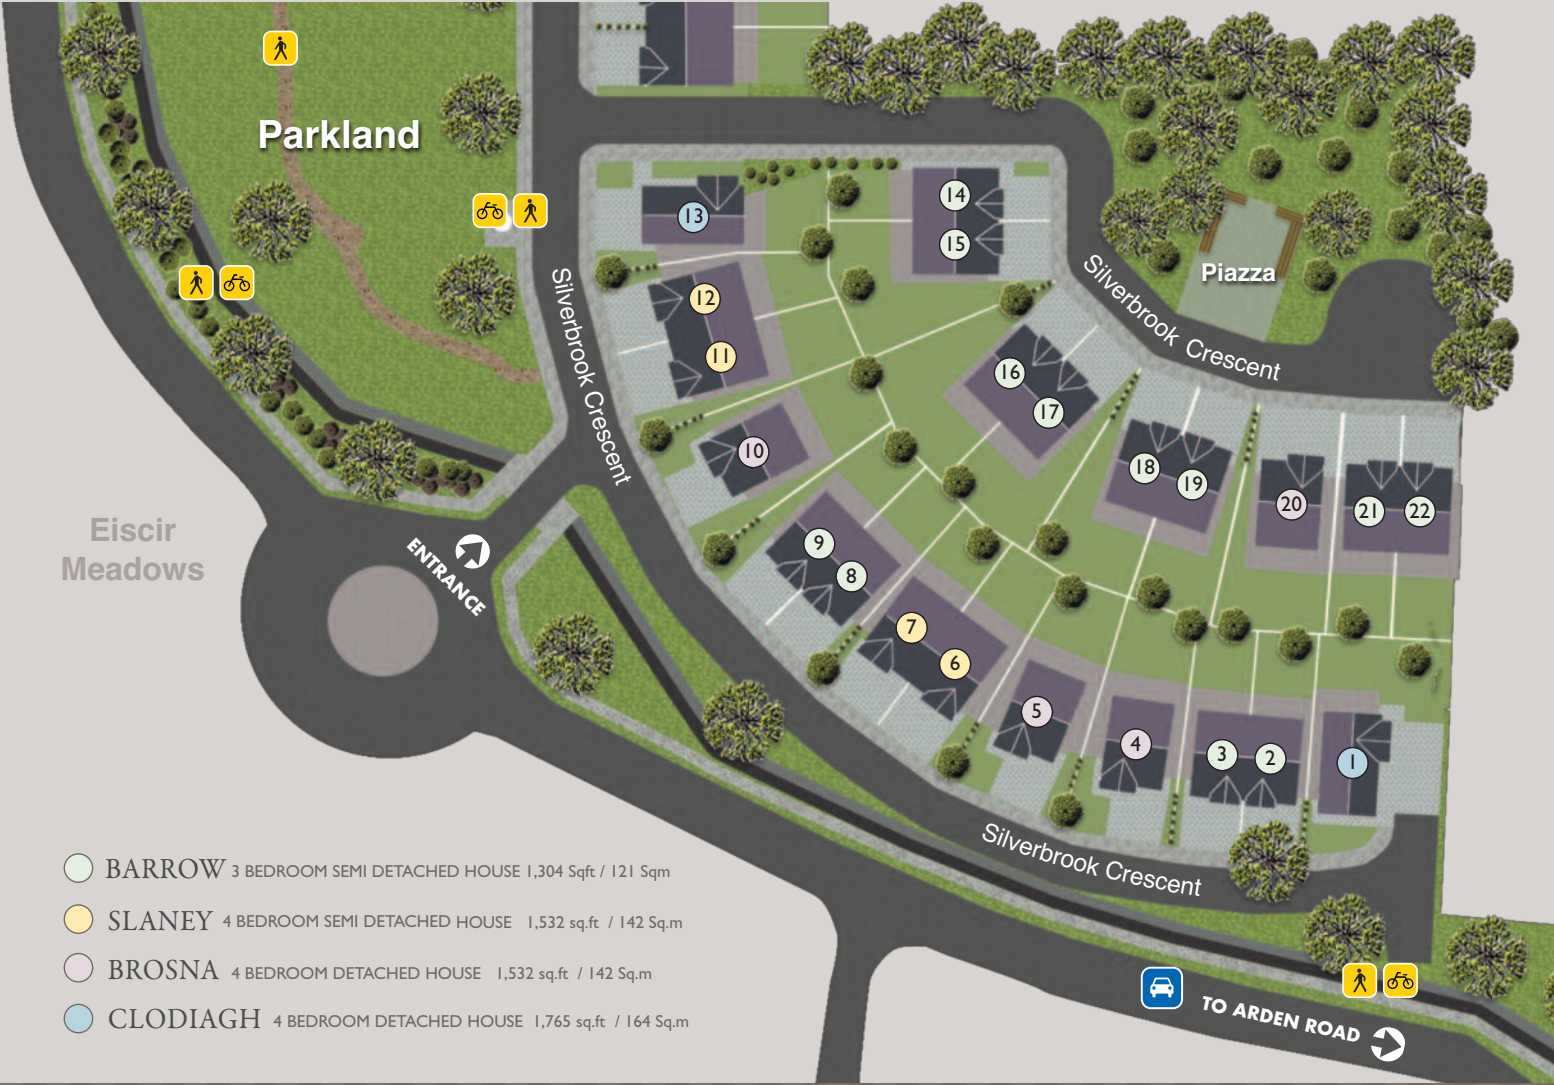 Parkland
13
14
15
Piazza
Silverbrook Crescent
Silverbrook Crescent
12
11
16
17
10
18
19
20
21
22
Eiscir
Meadows
ENTRANCE
9
8
7
6
5
4
3
2
1
Silverbrook Crescent
BARROW 3 BEDROOM SEMI DETACHED HOUSE 1,304 Sqft / 121 Sqm
SLANEY 4 BEDROOM SEMI DETACHED HOUSE 1,532 sq.ft / 142 Sq.m
BROSNA 4 BEDROOM DETACHED HOUSE 1,532 sq.ft / 142 Sq.m
CLODIAGH 4 BEDROOM DETACHED HOUSE 1,765 sq.ft / 164 Sq.m
TO ARDEN ROAD